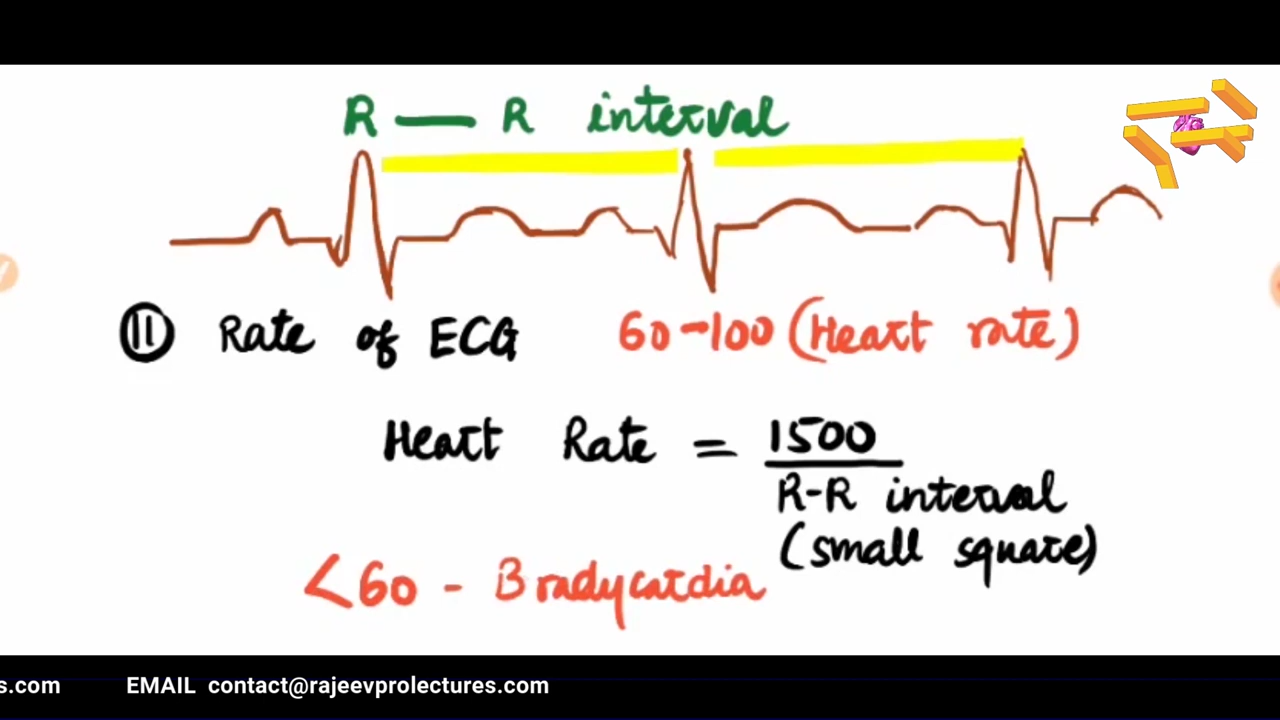 R — R interval
11 Rate of ECG 60-100 (Heart rate)
Heart Rate = 1500
R-R interval
(small square)
<60 - Bradycardia
s.com EMAIL contact@rajeevprolectures.com